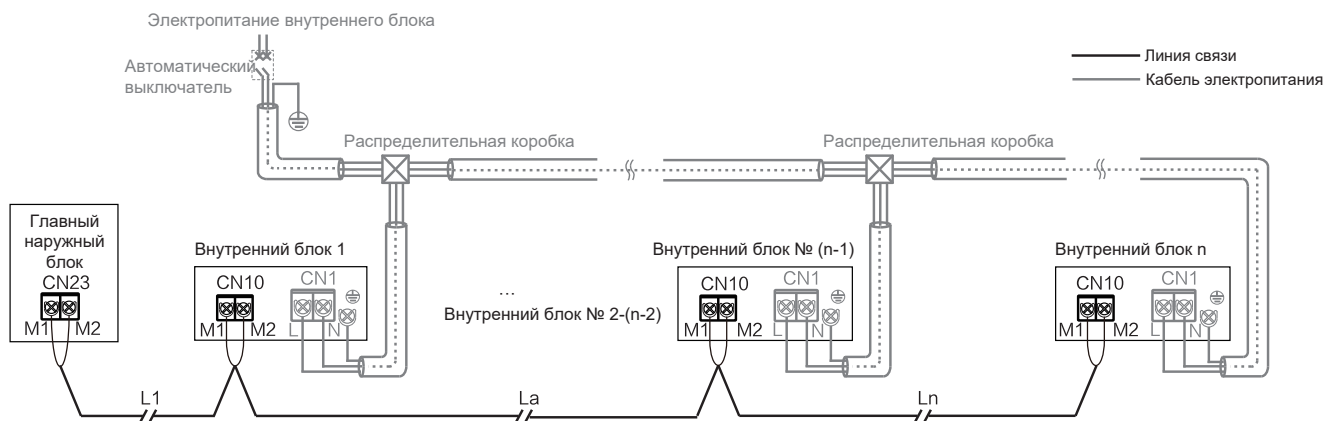 Электропитание внутреннего блока
Автоматический
выключатель
Линия связи
Кабель электропитания
Распределительная коробка
Распределительная коробка
Главный
наружный
блок
CN23
M1 M2
Внутренний блок 1
CN10 CN1
M1 M2 L N
...
Внутренний блок № 2-(n-2)
Внутренний блок № (n-1)
CN10 CN1
M1 M2 L N
Внутренний блок n
CN10 CN1
M1 M2 L N
L1
La
Ln